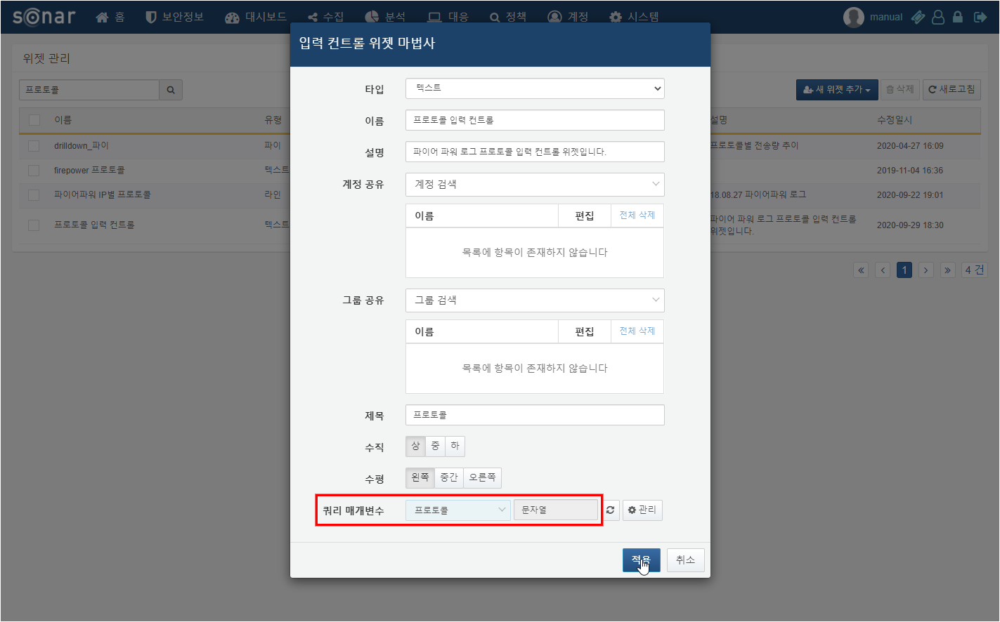 sonar 홈 보안정보 대시보드 수집 분석 대응 정책 계정 시스템 manual
위젯 관리
프로토콜
새 위젯 추가 삭제 새로고침
이름 유형 설명 수정일시
drilldown_파이 파이 프로토콜별 전송량 추이 2020-04-27 16:09
firepower 프로토콜 텍스트 2019-11-04 16:36
파이어파워 IP별 프로토콜 라인 18.08.27 파이어파워 로그 2020-09-22 19:01
프로토콜 입력 컨트롤 텍스트 파이어 파워 로그 프로토콜 입력 컨트롤 2020-09-29 18:30
위젯입니다.
« ‹ 1 › » 4 건
입력 컨트롤 위젯 마법사
타입 텍스트
이름 프로토콜 입력 컨트롤
설명 파이어 파워 로그 프로토콜 입력 컨트롤 위젯입니다.
계정 공유 계정 검색
이름 편집 전체 삭제
목록에 항목이 존재하지 않습니다
그룹 공유 그룹 검색
이름 편집 전체 삭제
목록에 항목이 존재하지 않습니다
제목 프로토콜
수직 상 중 하
수평 왼쪽 중간 오른쪽
쿼리 매개변수 프로토콜 문자열 관리
적용 취소